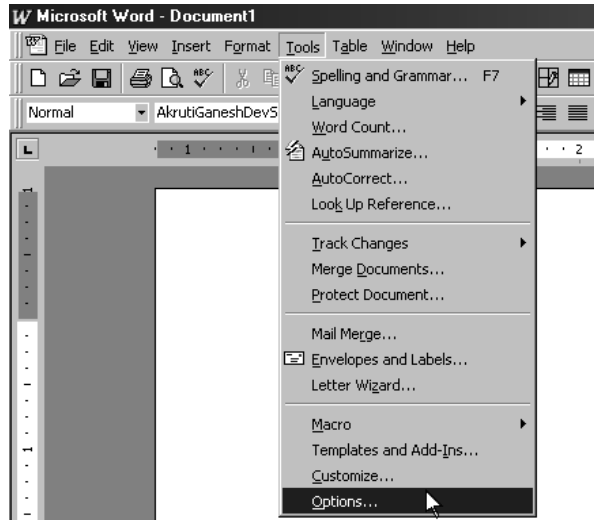 Microsoft Word - Document1
File Edit View Insert Format Tools Table Window Help
Normal AkrutiGaneshDevS
1 2
Spelling and Grammar... F7
Language
Word Count...
AutoSummarize...
AutoCorrect...
Look Up Reference...
Track Changes
Merge Documents...
Protect Document...
Mail Merge...
Envelopes and Labels...
Letter Wizard...
Macro
Templates and Add-Ins...
Customize...
Options...